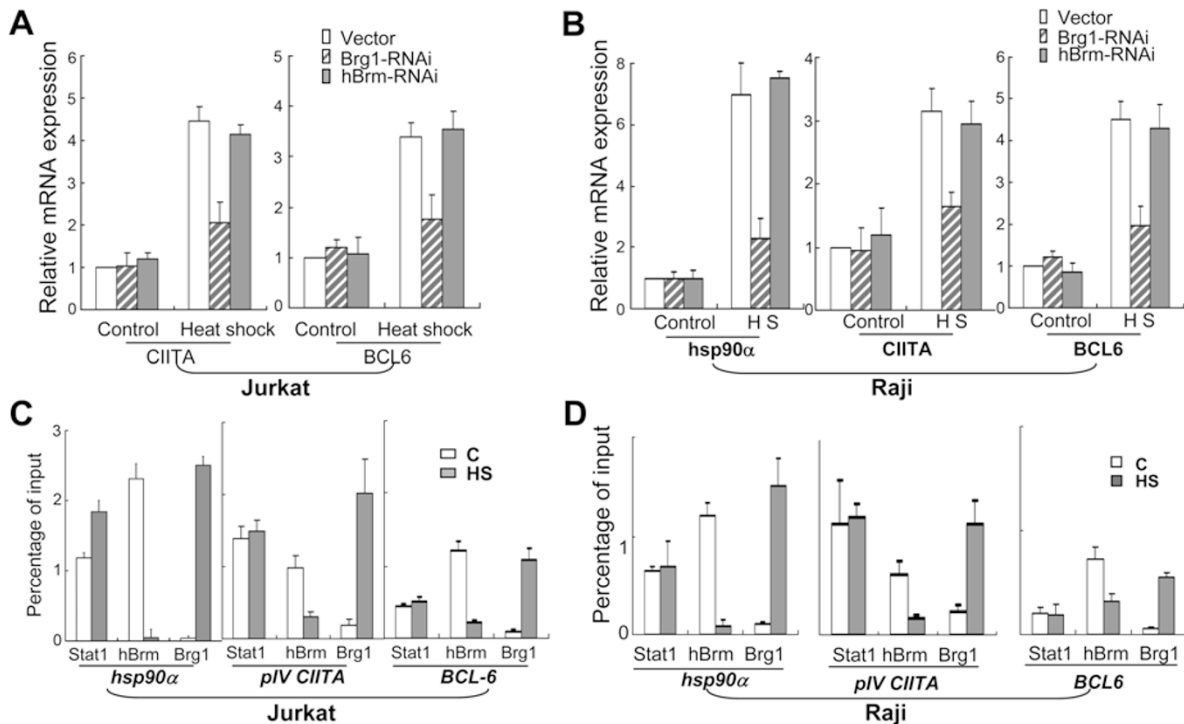 A
Vector
Brg1-RNAi
hBrm-RNAi
Relative mRNA expression
6
5
4
3
2
1
0
5
4
3
2
1
0
Control Heat shock Control Heat shock
CIITA BCL6
Jurkat
B
Vector
Brg1-RNAi
hBrm-RNAi
Relative mRNA expression
8
6
4
2
0
4
3
2
1
0
6
5
4
3
2
1
0
Control H S Control H S Control H S
hsp90α CIITA BCL6
Raji
C
C
HS
Percentage of input
3
2
1
0
Stat1 hBrm Brg1 Stat1 hBrm Brg1 Stat1 hBrm Brg1
hsp90α pIV CIITA BCL-6
Jurkat
D
C
HS
Percentage of input
1
0
Stat1 hBrm Brg1 Stat1 hBrm Brg1 Stat1 hBrm Brg1
hsp90α pIV CIITA BCL6
Raji